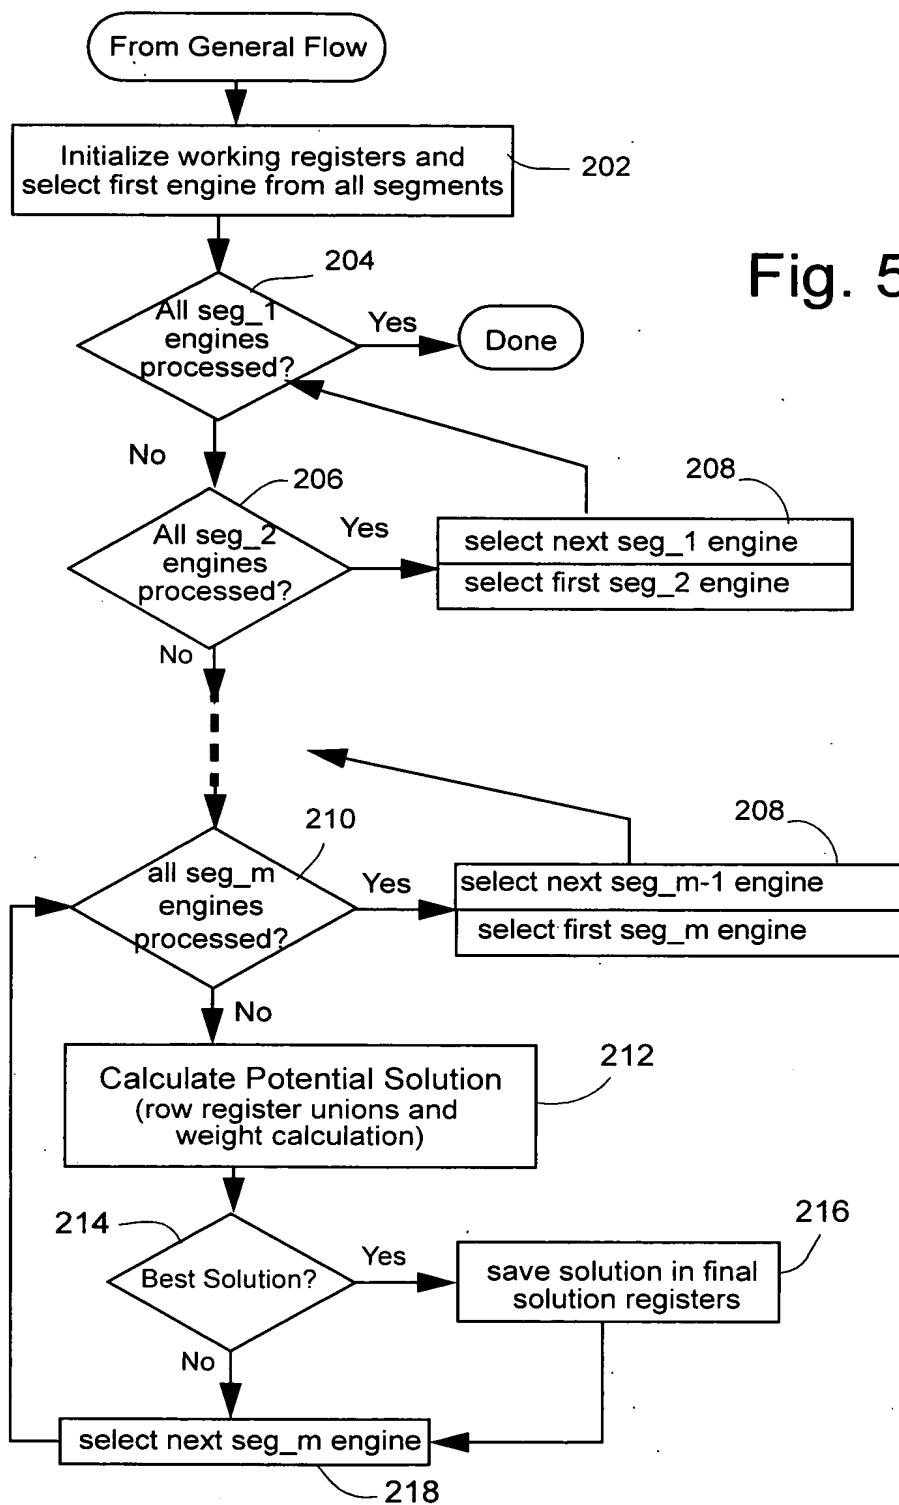 From General Flow
Initialize working registers and
select first engine from all segments
202
Fig. 5
204
All seg_1
engines
processed?
Yes
Done
No
206
All seg_2
engines
processed?
Yes
208
select next seg_1 engine
select first seg_2 engine
No
210
all seg_m
engines
processed?
Yes
208
select next seg_m-1 engine
select first seg_m engine
No
212
Calculate Potential Solution
(row register unions and
weight calculation)
214
Best Solution?
Yes
216
save solution in final
solution registers
No
select next seg_m engine
218